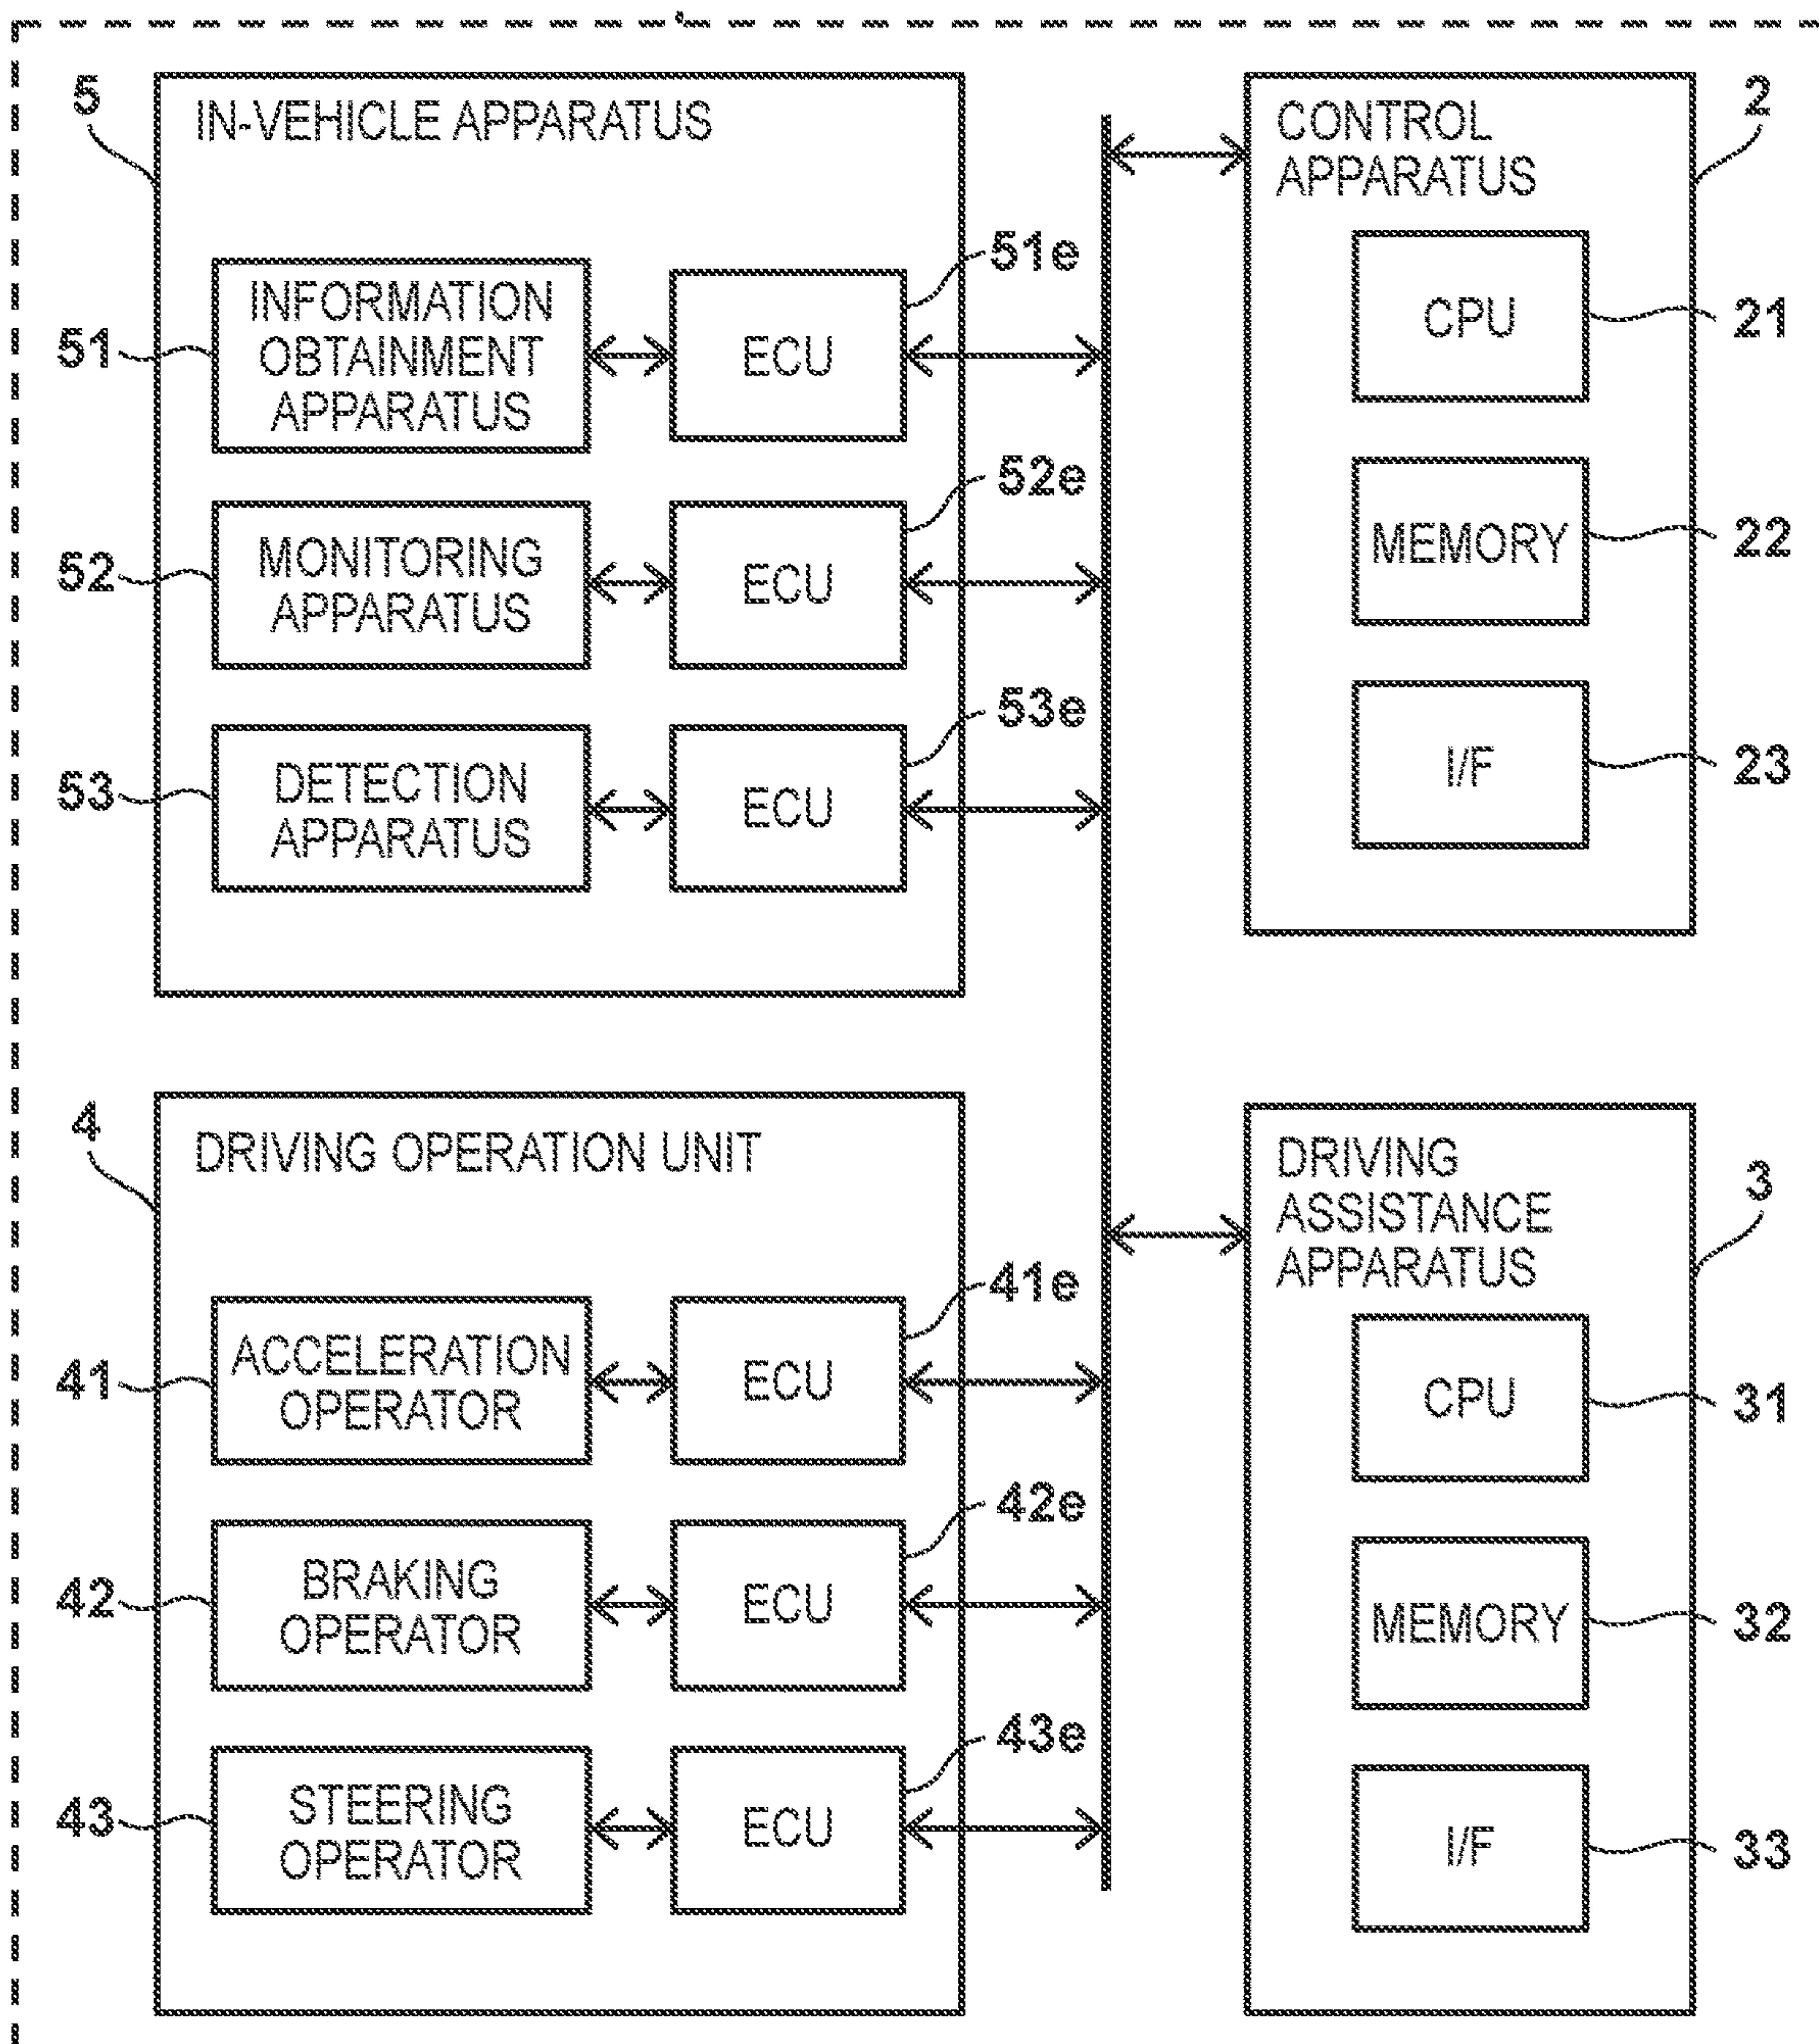 5
IN-VEHICLE APPARATUS
51
INFORMATION
OBTAINMENT
APPARATUS
ECU
51e
52
MONITORING
APPARATUS
ECU
52e
53
DETECTION
APPARATUS
ECU
53e
2
CONTROL
APPARATUS
CPU
21
MEMORY
22
I/F
23
4
DRIVING OPERATION UNIT
41
ACCELERATION
OPERATOR
ECU
41e
42
BRAKING
OPERATOR
ECU
42e
43
STEERING
OPERATOR
ECU
43e
3
DRIVING
ASSISTANCE
APPARATUS
CPU
31
MEMORY
32
I/F
33